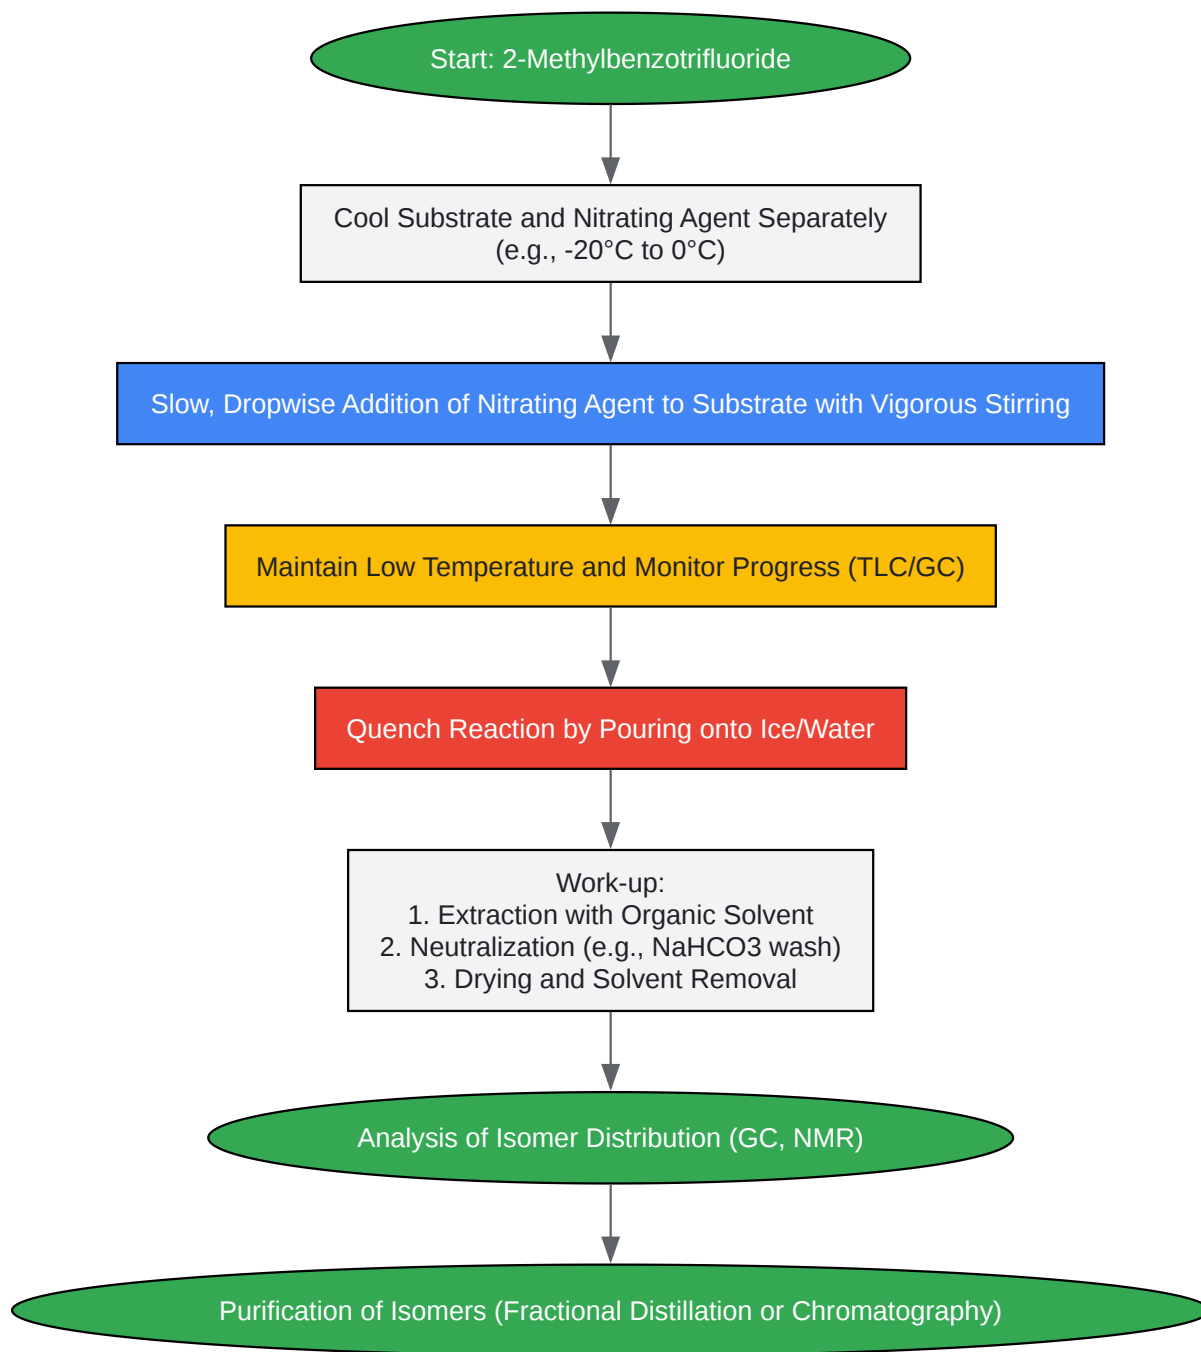 Start: 2-Methylbenzotrifluoride
Cool Substrate and Nitrating Agent Separately
(e.g., -20°C to 0°C)
Slow, Dropwise Addition of Nitrating Agent to Substrate with Vigorous Stirring
Maintain Low Temperature and Monitor Progress (TLC/GC)
Quench Reaction by Pouring onto Ice/Water
Work-up:
1. Extraction with Organic Solvent
2. Neutralization (e.g., NaHCO3 wash)
3. Drying and Solvent Removal
Analysis of Isomer Distribution (GC, NMR)
Purification of Isomers (Fractional Distillation or Chromatography)